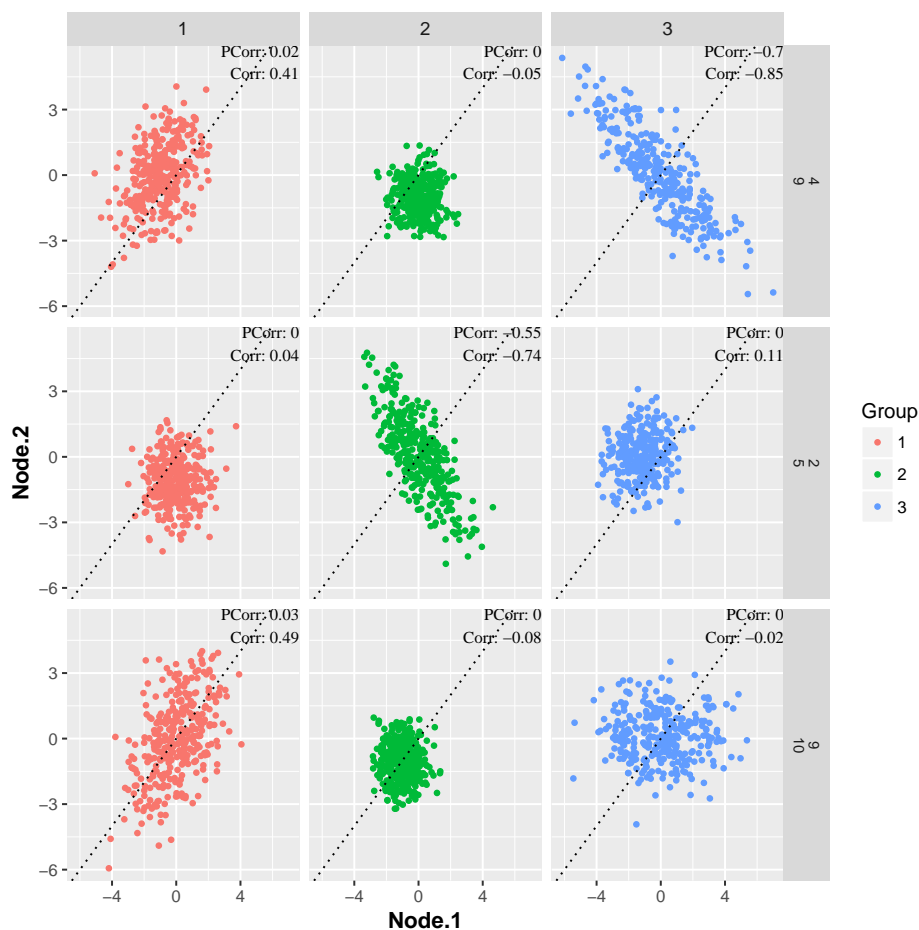 1 2 3
PCorr: 0.02
Corr: 0.41
PCorr: 0
Corr: −0.05
PCorr: −0.7
Corr: −0.85
3
0
−3
−6
4
9
PCorr: 0
Corr: 0.04
PCorr: −0.55
Corr: −0.74
PCorr: 0
Corr: 0.11
3
0
−3
−6
2
5
PCorr: 0.03
Corr: 0.49
PCorr: 0
Corr: −0.08
PCorr: 0
Corr: −0.02
3
0
−3
−6
9
10
−4 0 4 −4 0 4 −4 0 4
Node.1
Node.2
Group
1
2
3